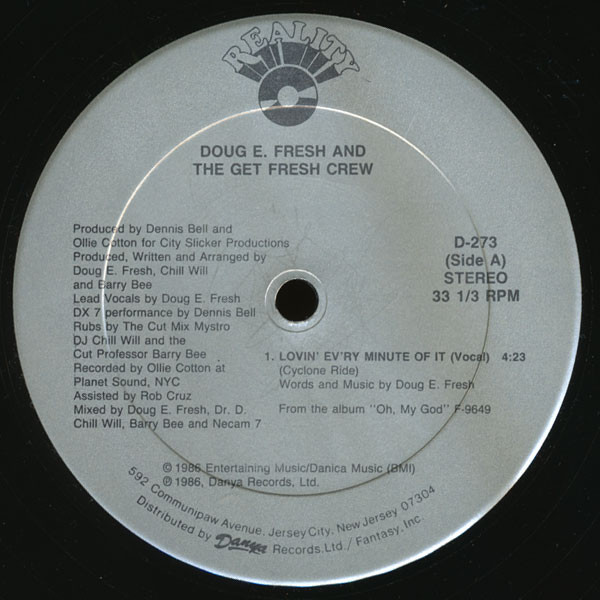 REALITY
DOUG E. FRESH AND
THE GET FRESH CREW
Produced by Dennis Bell and
Ollie Cotton for City Slicker Productions
Produced, Written and Arranged by
Doug E. Fresh, Chill Will
and Barry Bee
Lead Vocals by Doug E. Fresh
DX 7 performance by Dennis Bell
Rubs by The Cut Mix Mystro
DJ Chill Will and the
Cut Professor Barry Bee
Recorded by Ollie Cotton at
Planet Sound, NYC
Assisted by Rob Cruz
Mixed by Doug E. Fresh, Dr. D.
Chill Will, Barry Bee and Necam 7
D-273
(Side A)
STEREO
33 1/3 RPM
1. LOVIN' EV'RY MINUTE OF IT (Vocal) 4:23
(Cyclone Ride)
Words and Music by Doug E. Fresh
From the album "Oh, My God" F-9649
© 1986 Entertaining Music/Danica Music (BMI)
℗ 1986, Danya Records, Ltd.
592 Communipaw Avenue, Jersey City, New Jersey 07304
Distributed by Danya Records, Ltd. / Fantasy, Inc.